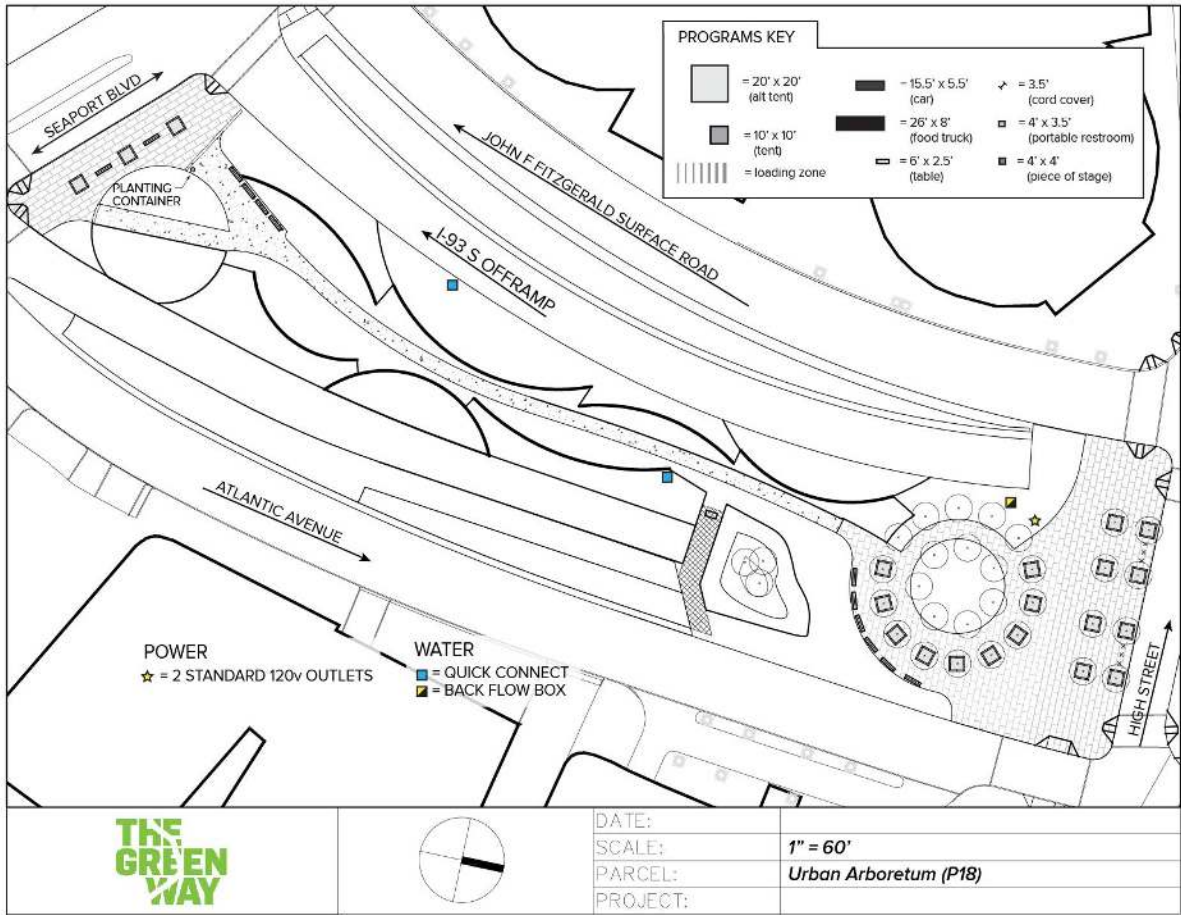 PROGRAMS KEY
= 20' x 20'
(alt tent)
= 10' x 10'
(tent)
= loading zone
– 15.5' x 5.5'
(car)
= 26' x 8'
(food truck)
= 6' x 2.5'
(table)
= 3.5'
(cord cover)
= 4' x 3.5'
(portable restroom)
= 4' x 4'
(piece of stage)
SEAPORT BLVD
PLANTING
CONTAINER
JOHN F FITZGERALD SURFACE ROAD
I-93 S OFFRAMP
ATLANTIC AVENUE
HIGH STREET
POWER
= 2 STANDARD 120v OUTLETS
WATER
= QUICK CONNECT
= BACK FLOW BOX
THE
GREEN
WAY
DATE:
SCALE: 1" = 60'
PARCEL: Urban Arboretum (P18)
PROJECT: